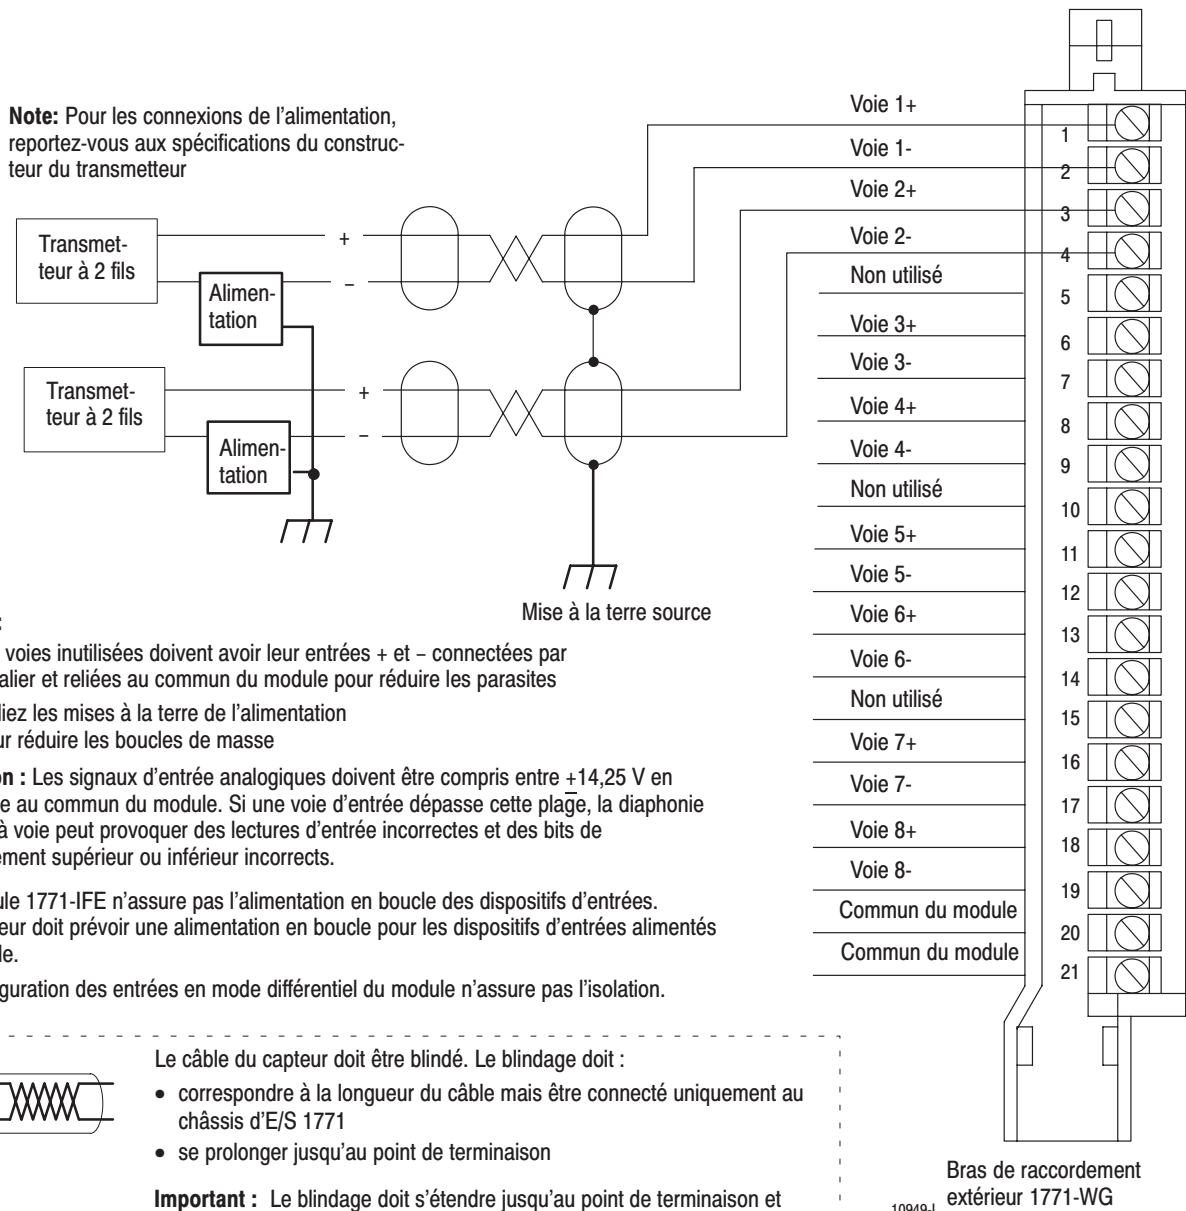 Note: Pour les connexions de l’alimentation,
reportez-vous aux spécifications du construc-
teur du transmetteur
Transmet-
teur à 2 fils
+
–
Alimen-
tation
Transmet-
teur à 2 fils
+
–
Alimen-
tation
Mise à la terre source
Voie 1+
1
Voie 1-
2
Voie 2+
3
Voie 2-
4
Non utilisé
5
Voie 3+
6
Voie 3-
7
Voie 4+
8
Voie 4-
9
Non utilisé
10
Voie 5+
11
Voie 5-
12
Voie 6+
13
Voie 6-
14
Non utilisé
15
Voie 7+
16
Voie 7-
17
Voie 8+
18
Voie 8-
19
Commun du module
20
Commun du module
21
:
voies inutilisées doivent avoir leur entrées + et – connectées par
alier et reliées au commun du module pour réduire les parasites
liez les mises à la terre de l’alimentation
ur réduire les boucles de masse
on : Les signaux d’entrée analogiques doivent être compris entre ±14,25 V en
e au commun du module. Si une voie d’entrée dépasse cette plage, la diaphonie
à voie peut provoquer des lectures d’entrée incorrectes et des bits de
ement supérieur ou inférieur incorrects.
ule 1771-IFE n’assure pas l’alimentation en boucle des dispositifs d’entrées.
eur doit prévoir une alimentation en boucle pour les dispositifs d’entrées alimentés
le.
guration des entrées en mode différentiel du module n’assure pas l’isolation.
Le câble du capteur doit être blindé. Le blindage doit :
• correspondre à la longueur du câble mais être connecté uniquement au
châssis d’E/S 1771
• se prolonger jusqu’au point de terminaison
Important : Le blindage doit s’étendre jusqu’au point de terminaison et
Bras de raccordement
extérieur 1771-WG
10949-I